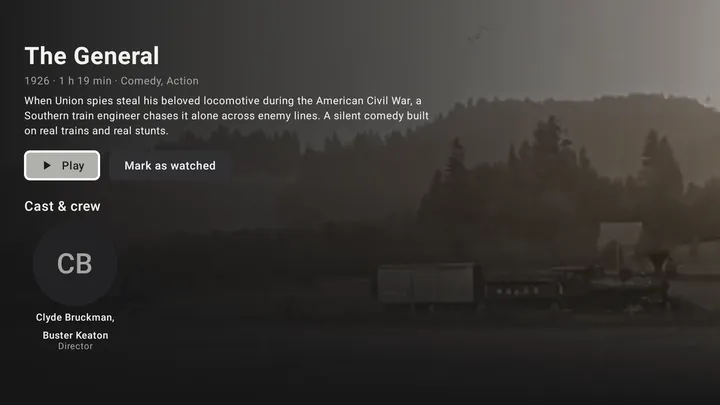 The General
1926 · 1 h 19 min · Comedy, Action
When Union spies steal his beloved locomotive during the American Civil War, a
Southern train engineer chases it alone across enemy lines. A silent comedy built
on real trains and real stunts.
Play
Mark as watched
Cast & crew
CB
Clyde Bruckman,
Buster Keaton
Director